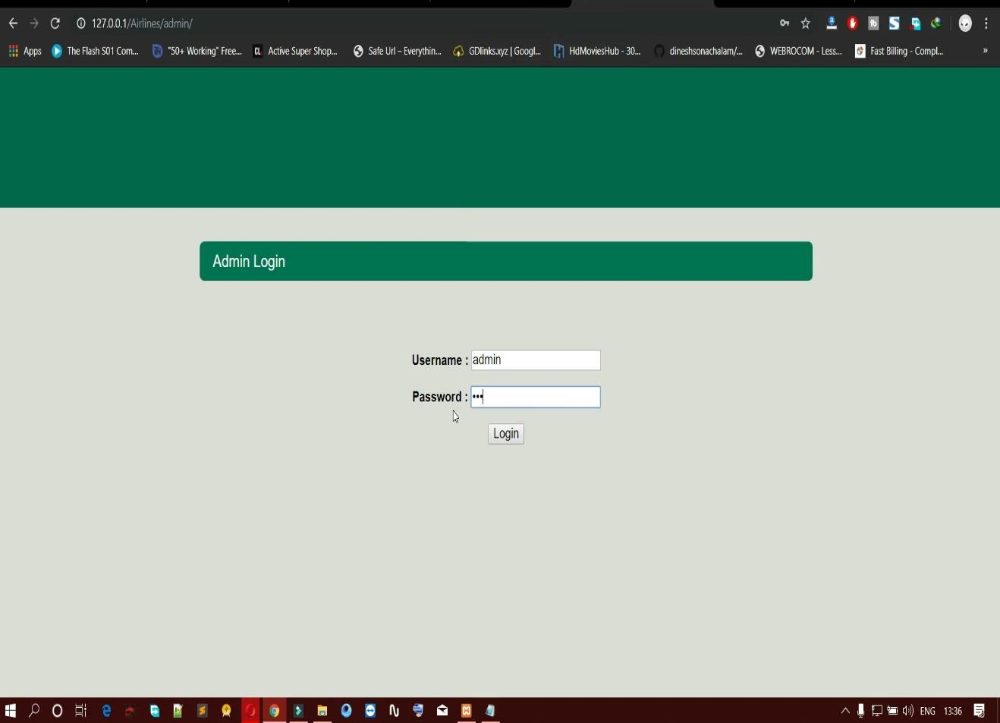 127.0.0.1/Airlines/admin/
Apps The Flash S01 Com... "50+ Working" Free... Active Super Shop... Safe Url – Everythin... GDlinks.xyz | Googl... HdMoviesHub - 30... dineshsonachalam/... WEBROCOM - Less... Fast Billing - Compl... »
Admin Login
Username : admin
Password : •••
Login
ENG 13:36